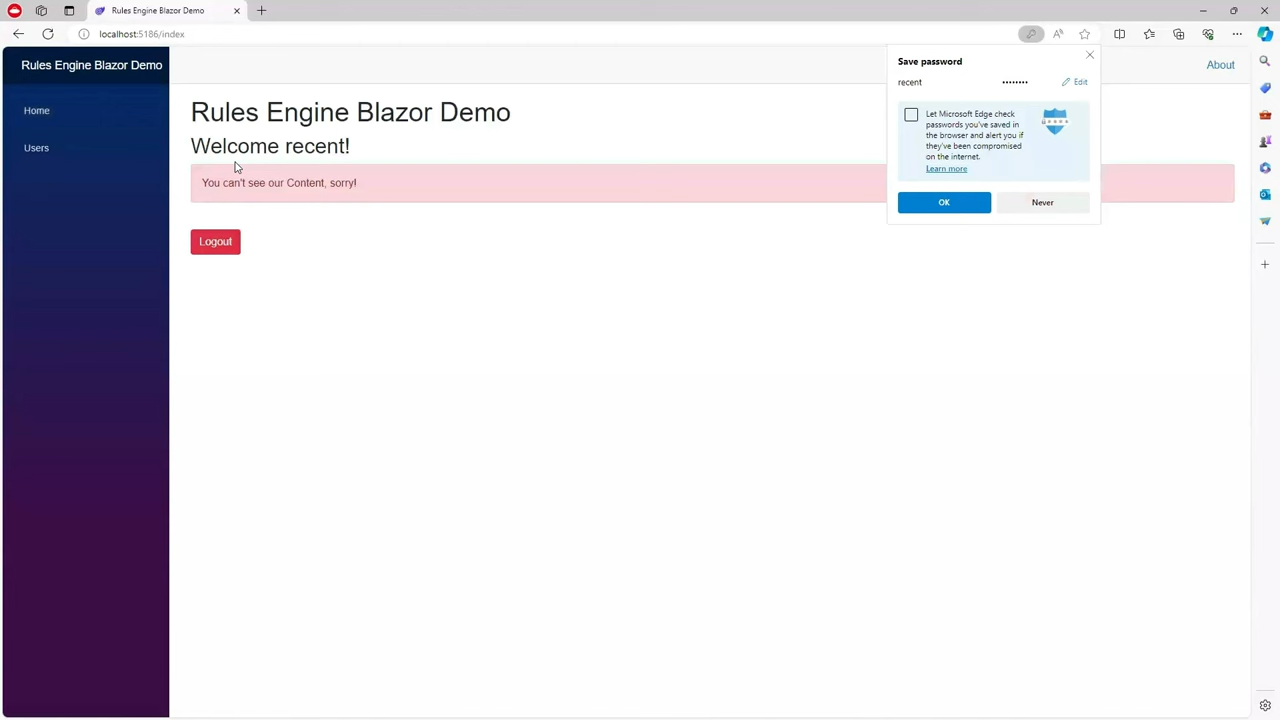 Rules Engine Blazor Demo
localhost:5186/index
Rules Engine Blazor Demo
Home
Users
About
Rules Engine Blazor Demo
Welcome recent!
You can't see our Content, sorry!
Logout
Save password
recent
•••••••• Edit
Let Microsoft Edge check
passwords you've saved in
the browser and alert you if
they've been compromised
on the internet.
Learn more
OK
Never